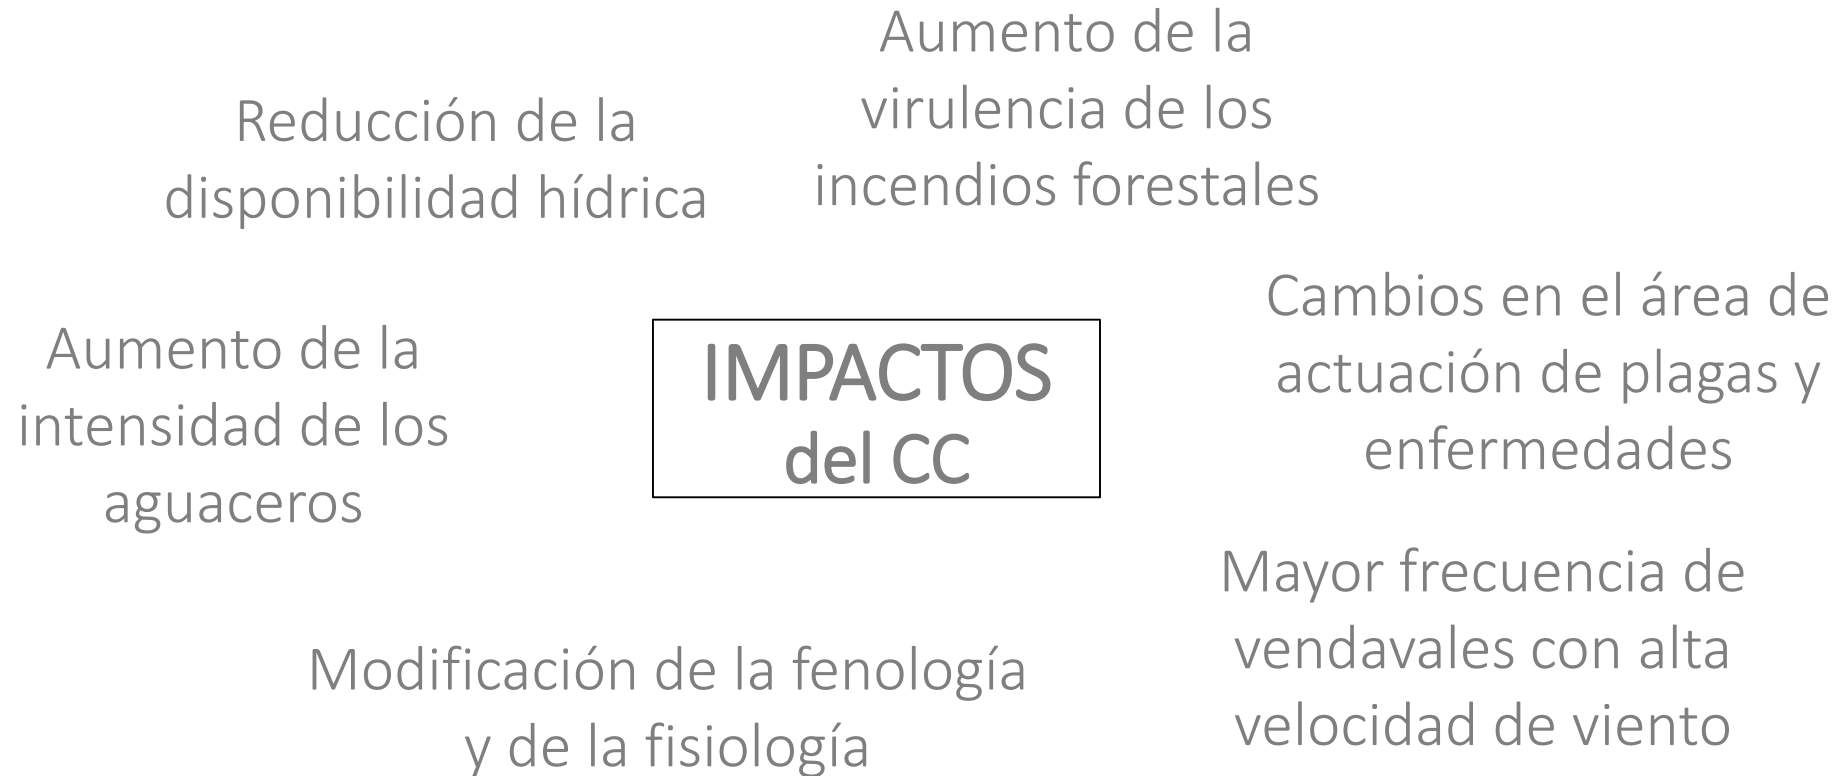 Aumento de la
virulencia de los
incendios forestales
Reducción de la
disponibilidad hídrica
Cambios en el área de
actuación de plagas y
enfermedades
Aumento de la
intensidad de los
aguaceros
IMPACTOS
del CC
Mayor frecuencia de
vendavales con alta
velocidad de viento
Modificación de la fenología
y de la fisiología